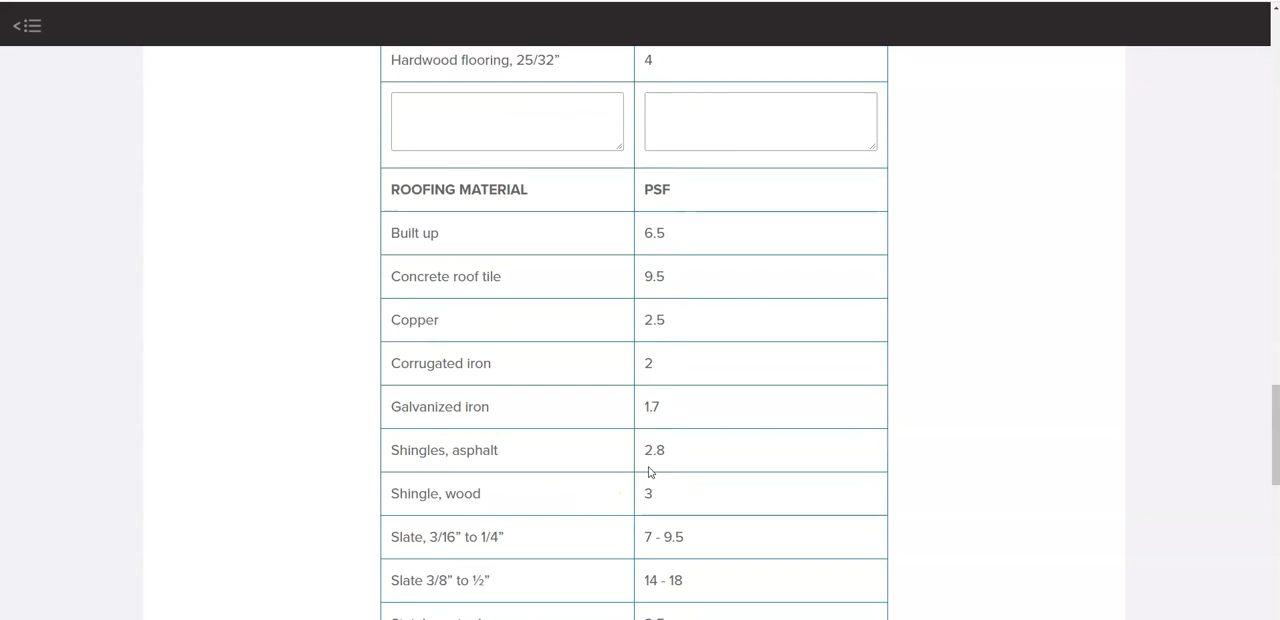 Hardwood flooring, 25/32” 4
ROOFING MATERIAL PSF
Built up 6.5
Concrete roof tile 9.5
Copper 2.5
Corrugated iron 2
Galvanized iron 1.7
Shingles, asphalt 2.8
Shingle, wood 3
Slate, 3/16” to 1/4” 7 - 9.5
Slate 3/8” to ½” 14 - 18